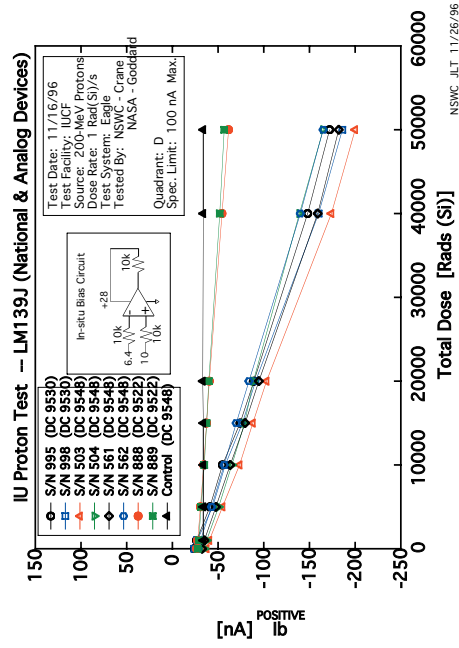 IU Proton Test -- LM139J (National & Analog Devices)
S/N 995 (DC 9530)
S/N 998 (DC 9530)
S/N 503 (DC 9548)
S/N 504 (DC 9548)
S/N 561 (DC 9548)
S/N 562 (DC 9548)
S/N 888 (DC 9522)
S/N 889 (DC 9522)
Control (DC 9548)
In-situ Bias Circuit
+28
6.4
10k
10
10k
10k
-
+
Test Date: 11/16/96
Test Facility: IUCF
Source: 200-MeV Protons
Dose Rate: 1 Rad(Si)/s
Test System: Eagle
Tested By: NSWC - Crane
NASA - Goddard
Quadrant: D
Spec. Limit: 100 nA Max.
150
100
50
0
-50
-100
-150
-200
-250
[nA]
POSITIVE
Ib
0
10000
20000
30000
40000
50000
60000
Total Dose [Rads (Si)]
NSWC JLT 11/26/96